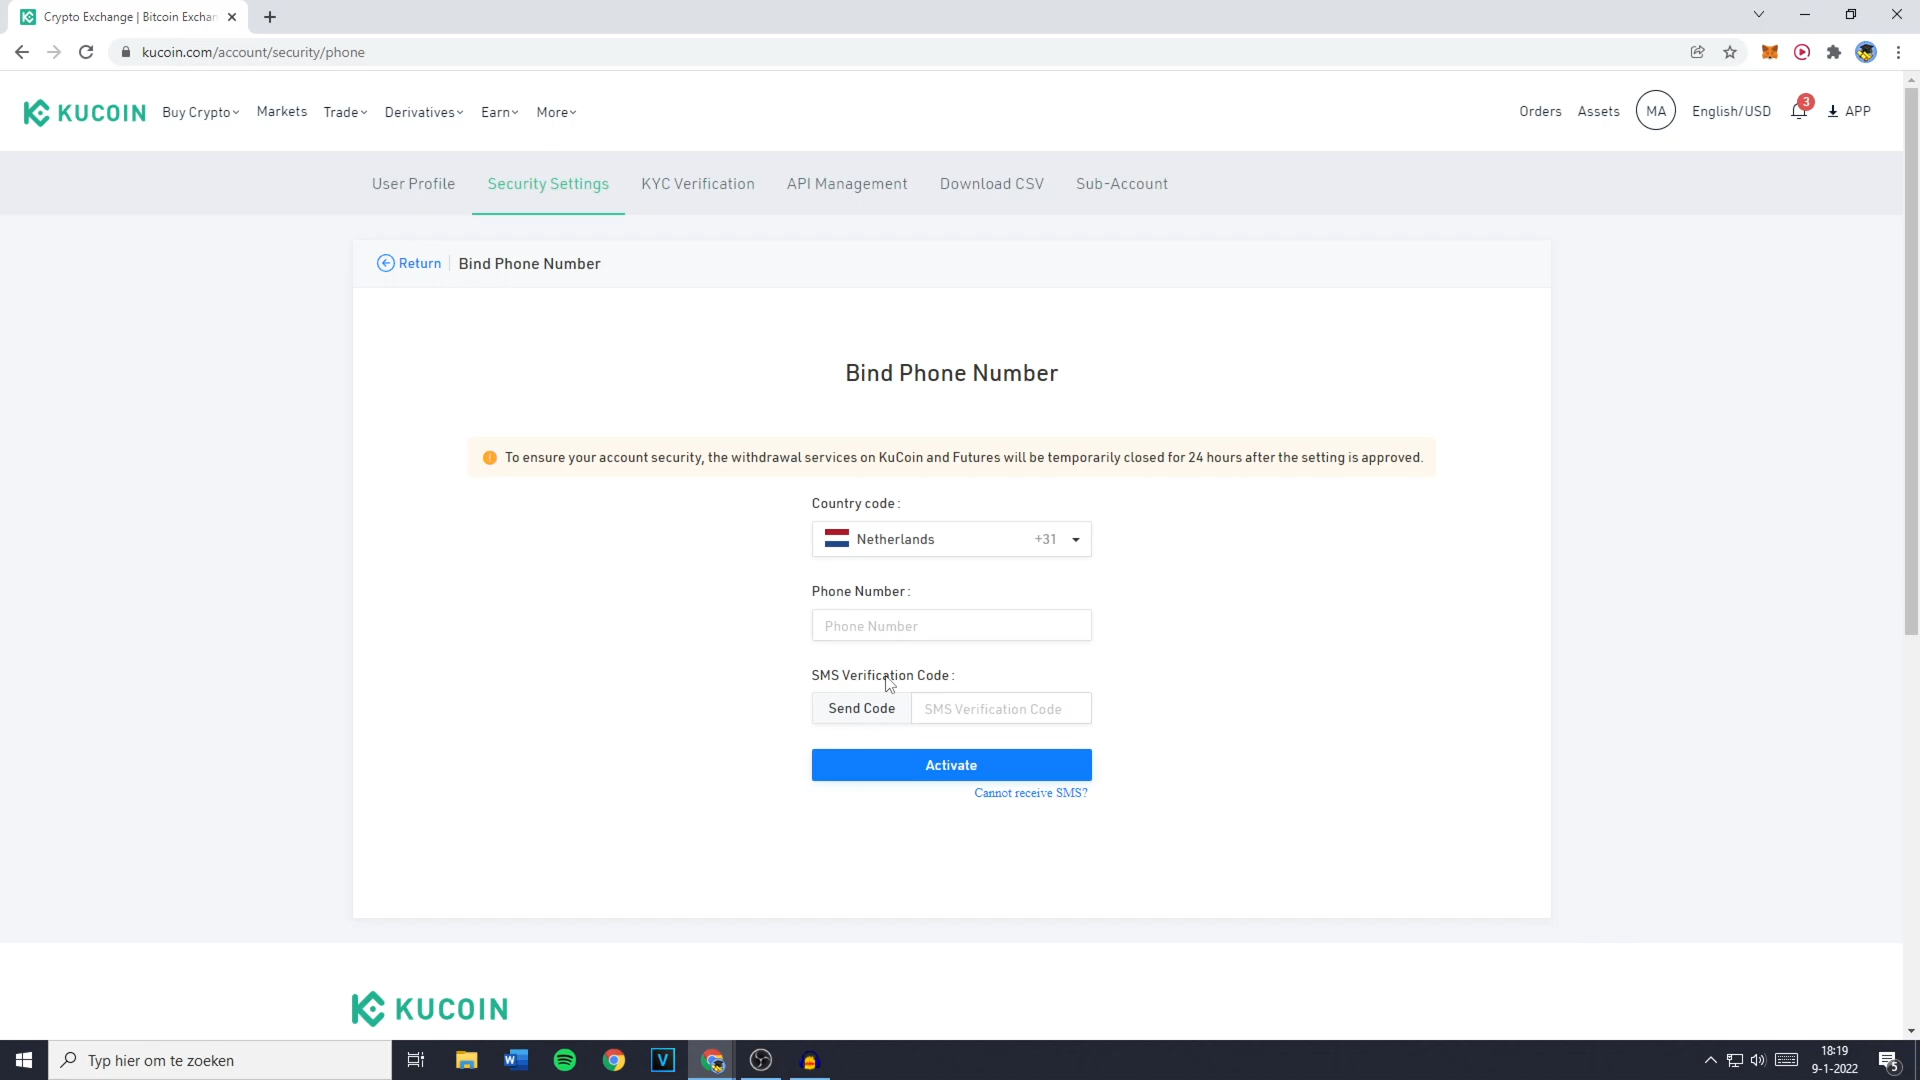 Crypto Exchange | Bitcoin Exchan
kucoin.com/account/security/phone
KUCOIN Buy Crypto Markets Trade Derivatives Earn More Orders Assets MA English/USD 3 APP
User Profile Security Settings KYC Verification API Management Download CSV Sub-Account
Return Bind Phone Number
Bind Phone Number
To ensure your account security, the withdrawal services on KuCoin and Futures will be temporarily closed for 24 hours after the setting is approved.
Country code :
Netherlands +31
Phone Number :
Phone Number
SMS Verification Code :
Send Code SMS Verification Code
Activate
Cannot receive SMS?
KUCOIN
Typ hier om te zoeken
18:19
9-1-2022
5